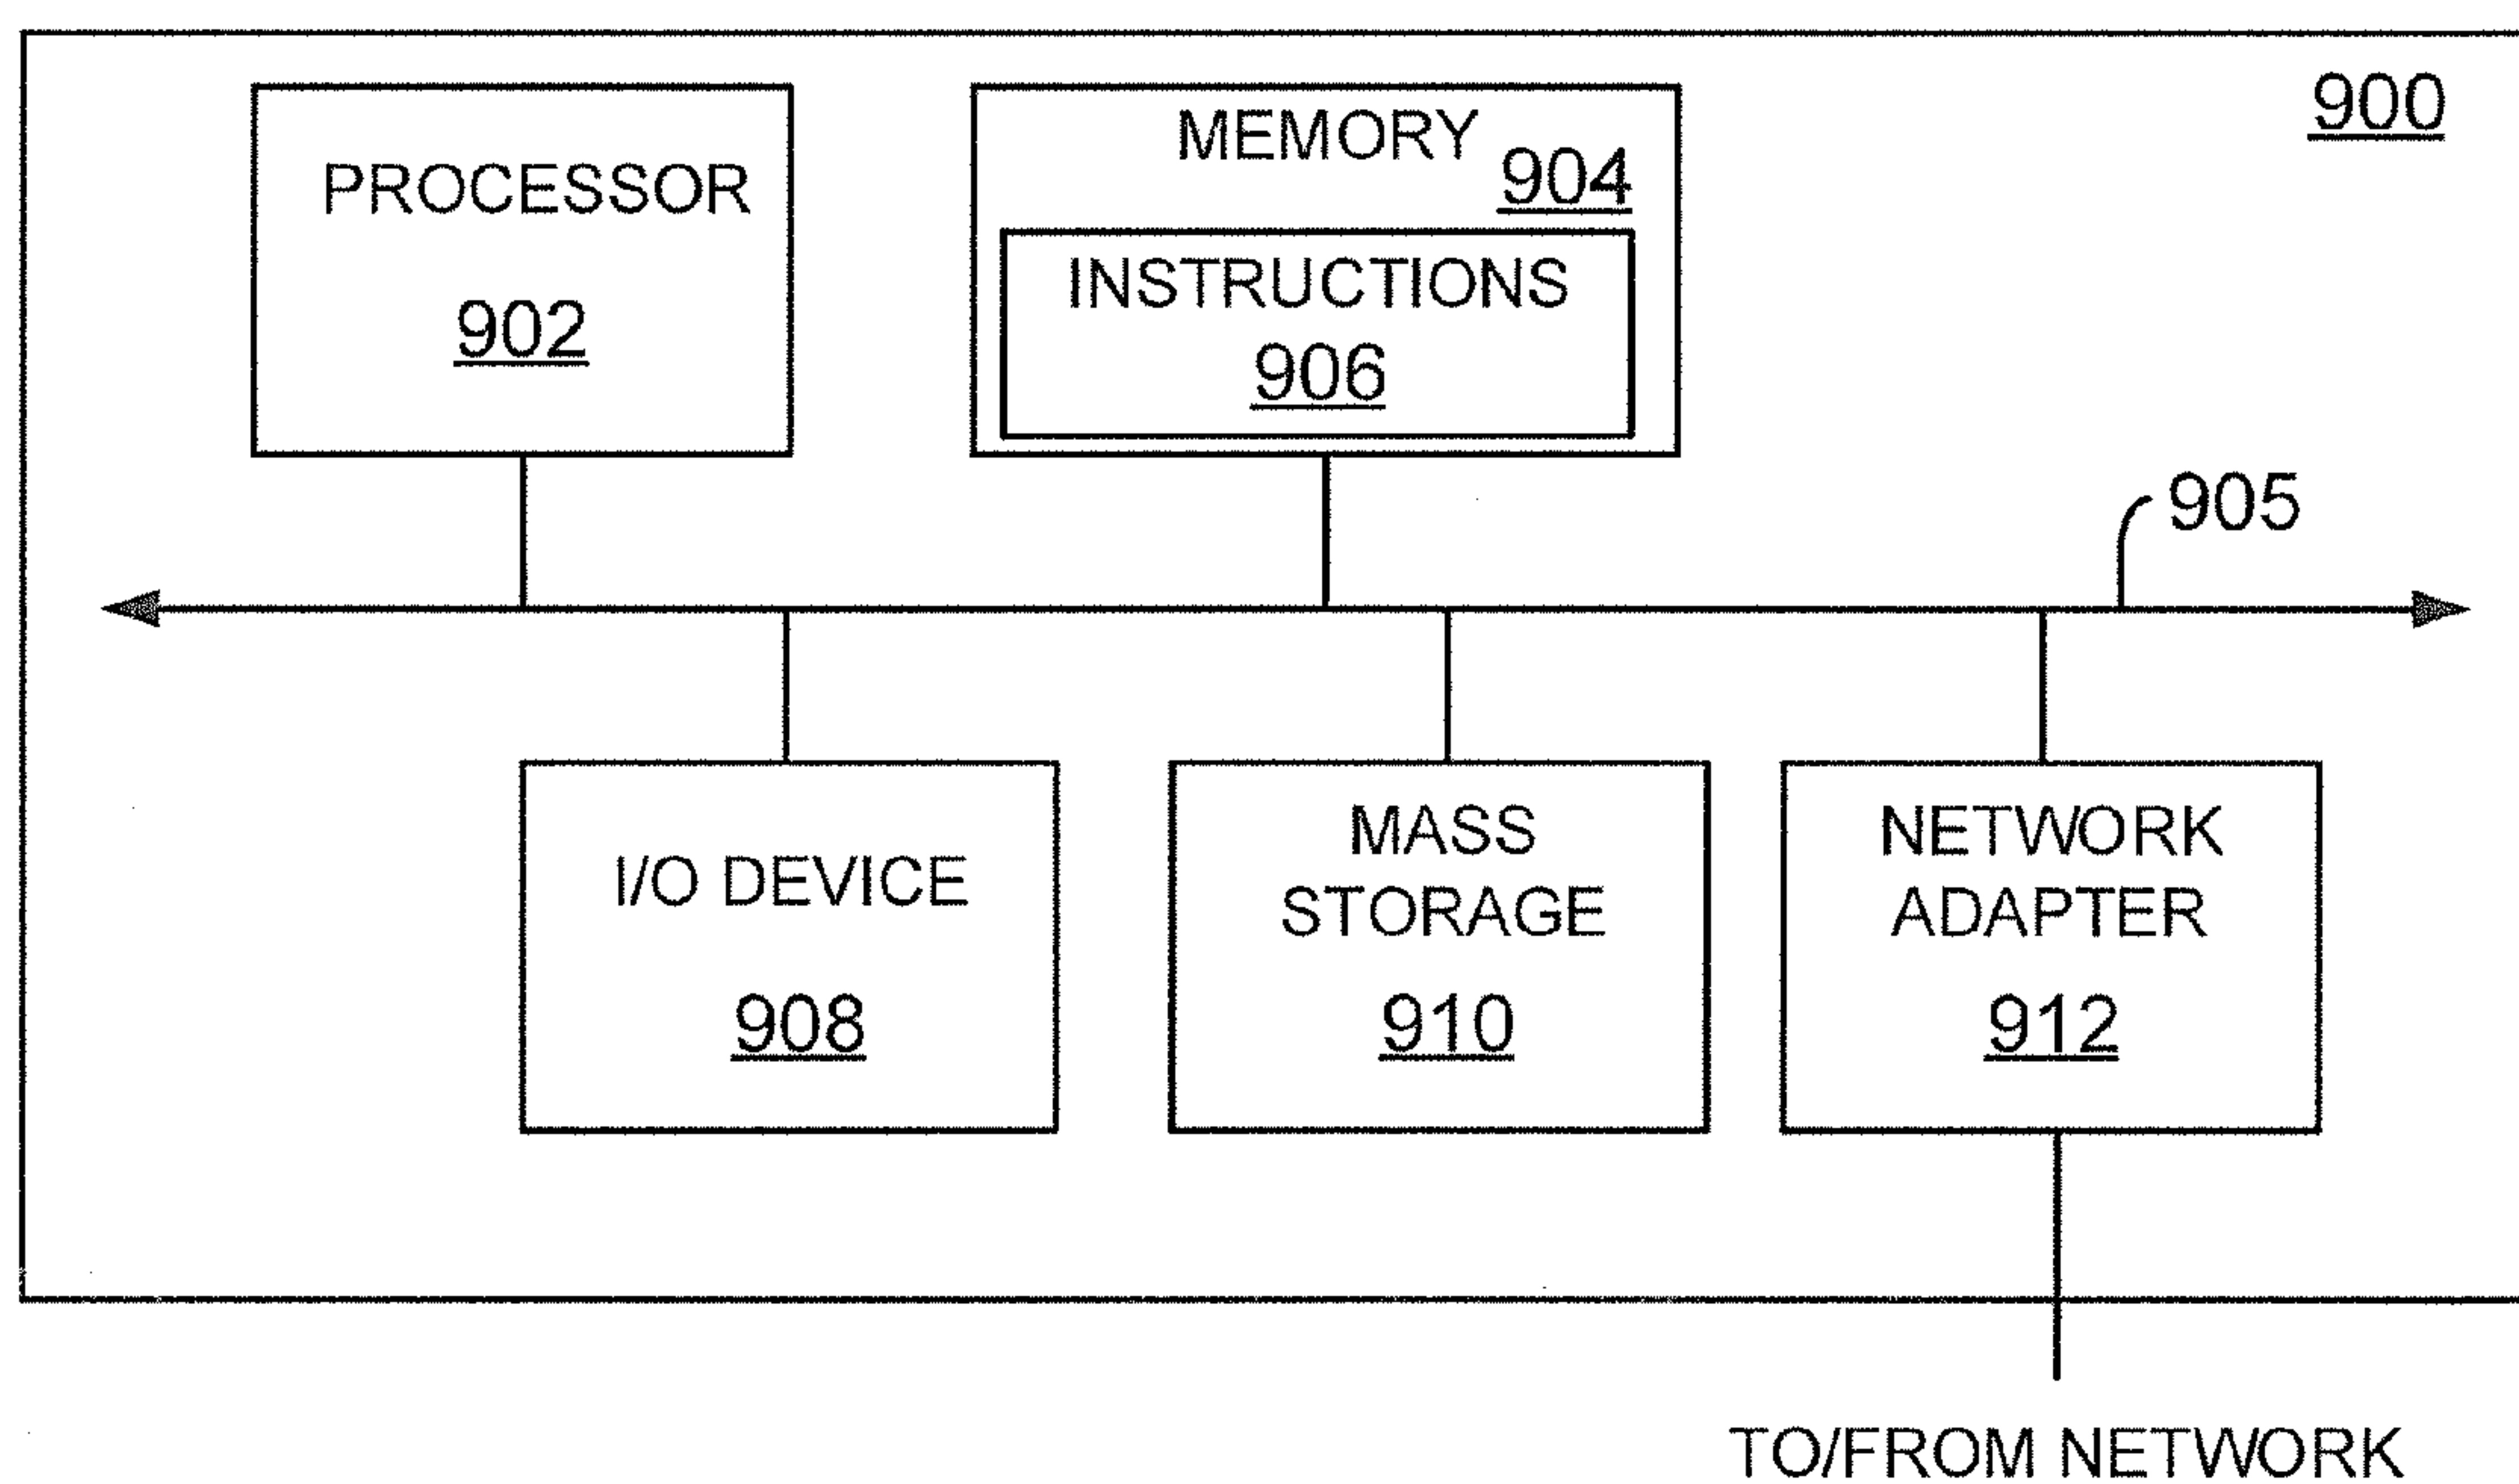 900
PROCESSOR
902
MEMORY
904
INSTRUCTIONS
906
905
I/O DEVICE
908
MASS
STORAGE
910
NETWORK
ADAPTER
912
TO/FROM NETWORK